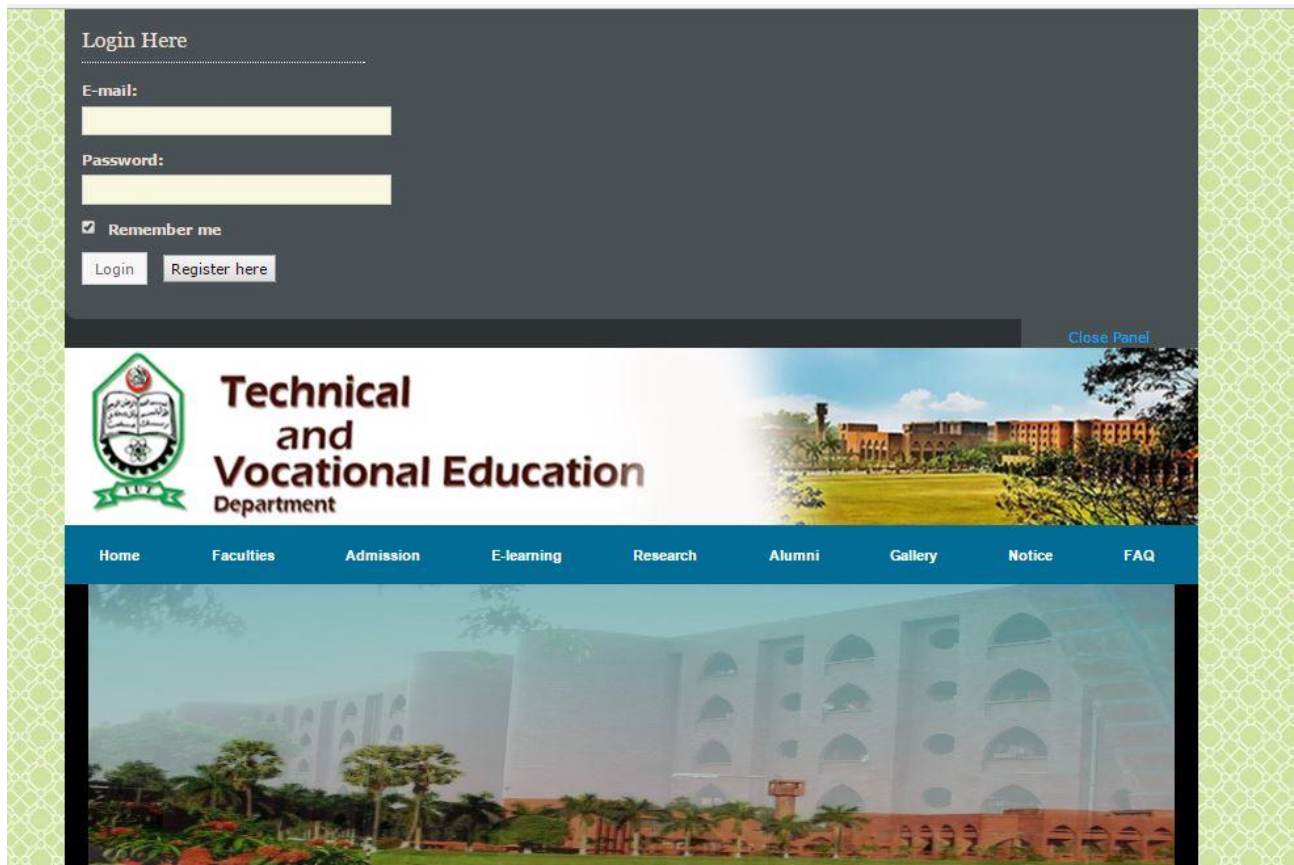 Login Here
E-mail:
Password:
Remember me
Login Register here
Close Panel
IUT
Technical
and
Vocational Education
Department
Home Faculties Admission E-learning Research Alumni Gallery Notice FAQ